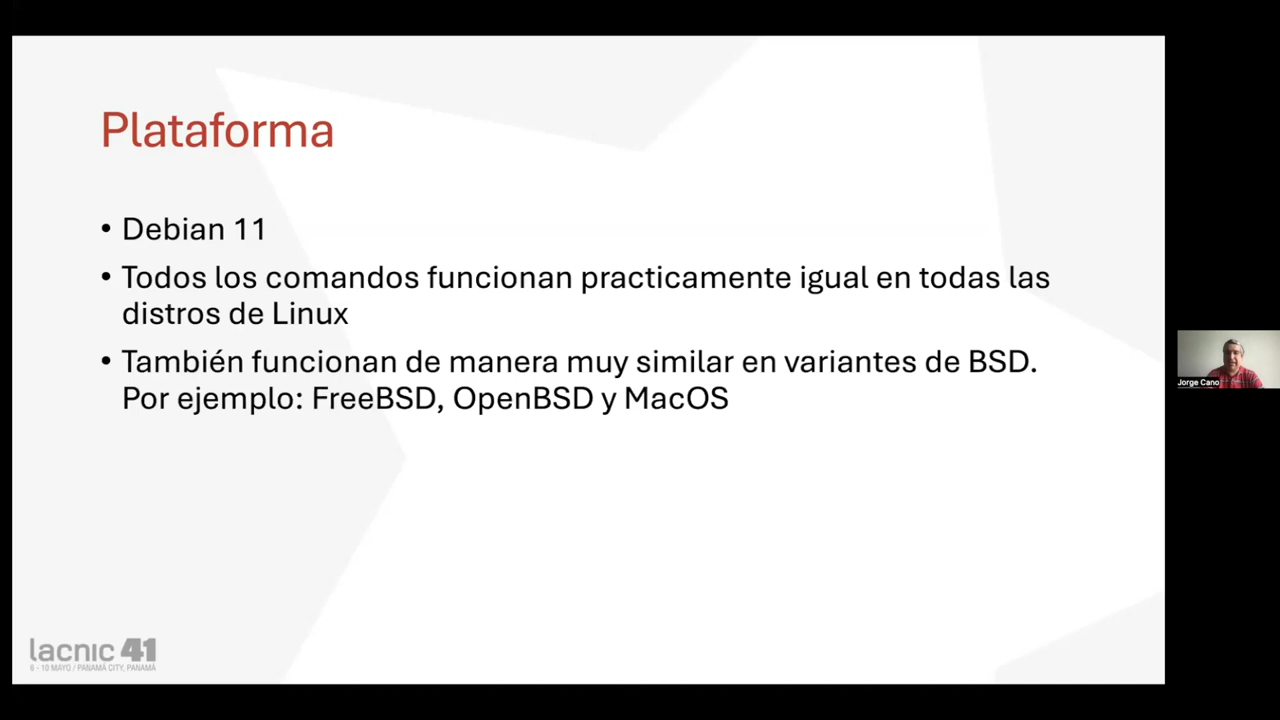 Plataforma
• Debian 11
• Todos los comandos funcionan practicamente igual en todas las
distros de Linux
• También funcionan de manera muy similar en variantes de BSD.
Por ejemplo: FreeBSD, OpenBSD y MacOS
Jorge Cano
lacnic 41
6 - 10 MAYO / PANAMÁ CITY, PANAMÁ